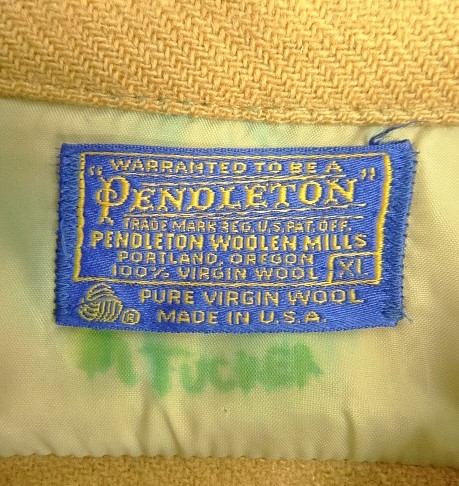 WARRANTED TO BE A
"PENDLETON"
TRADE MARK REG. U.S. PAT. OFF.
PENDLETON WOOLEN MILLS
PORTLAND, OREGON
100% VIRGIN WOOL XL
® PURE VIRGIN WOOL
MADE IN U.S.A.
M TUCKER